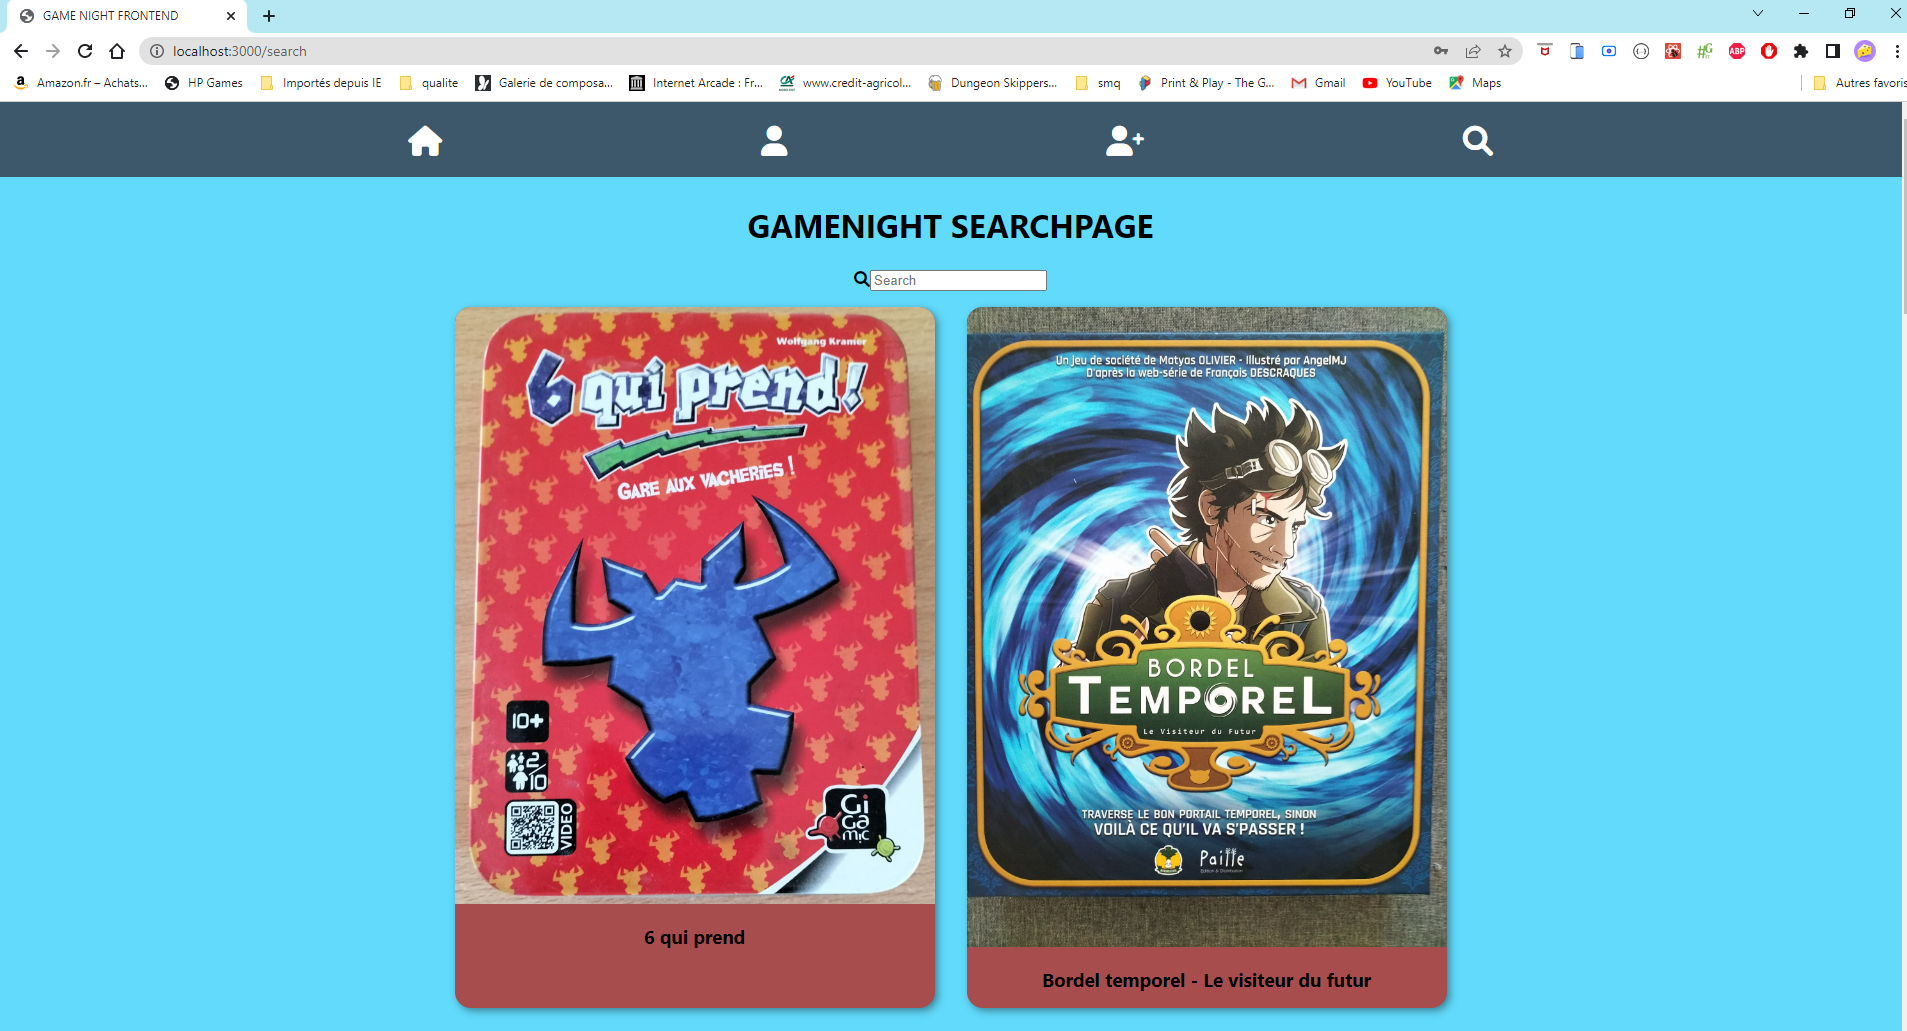 GAME NIGHT FRONTEND
localhost:3000/search
Amazon.fr – Achats...
HP Games
Importés depuis IE
qualite
Galerie de composa...
Internet Arcade : Fr...
www.credit-agricol...
Dungeon Skippers...
smq
Print & Play - The G...
Gmail
YouTube
Maps
Autres favoris
GAMENIGHT SEARCHPAGE
Search
Wolfgang Kramer
6 qui prend!
GARE AUX VACHERIES !
10+
2/10
VIDEO
GiGAMiC
6 qui prend
Un jeu de société de Matyas OLIVIER - Illustré par AngelMJ
D'après la web-série de François DESCRAQUES
BORDEL
TEMPOREL
Le Visiteur du Futur
TRAVERSE LE BON PORTAIL TEMPOREL, SINON
VOILÀ CE QU'IL VA S'PASSER !
Paille
Edition & Distribution
Bordel temporel - Le visiteur du futur